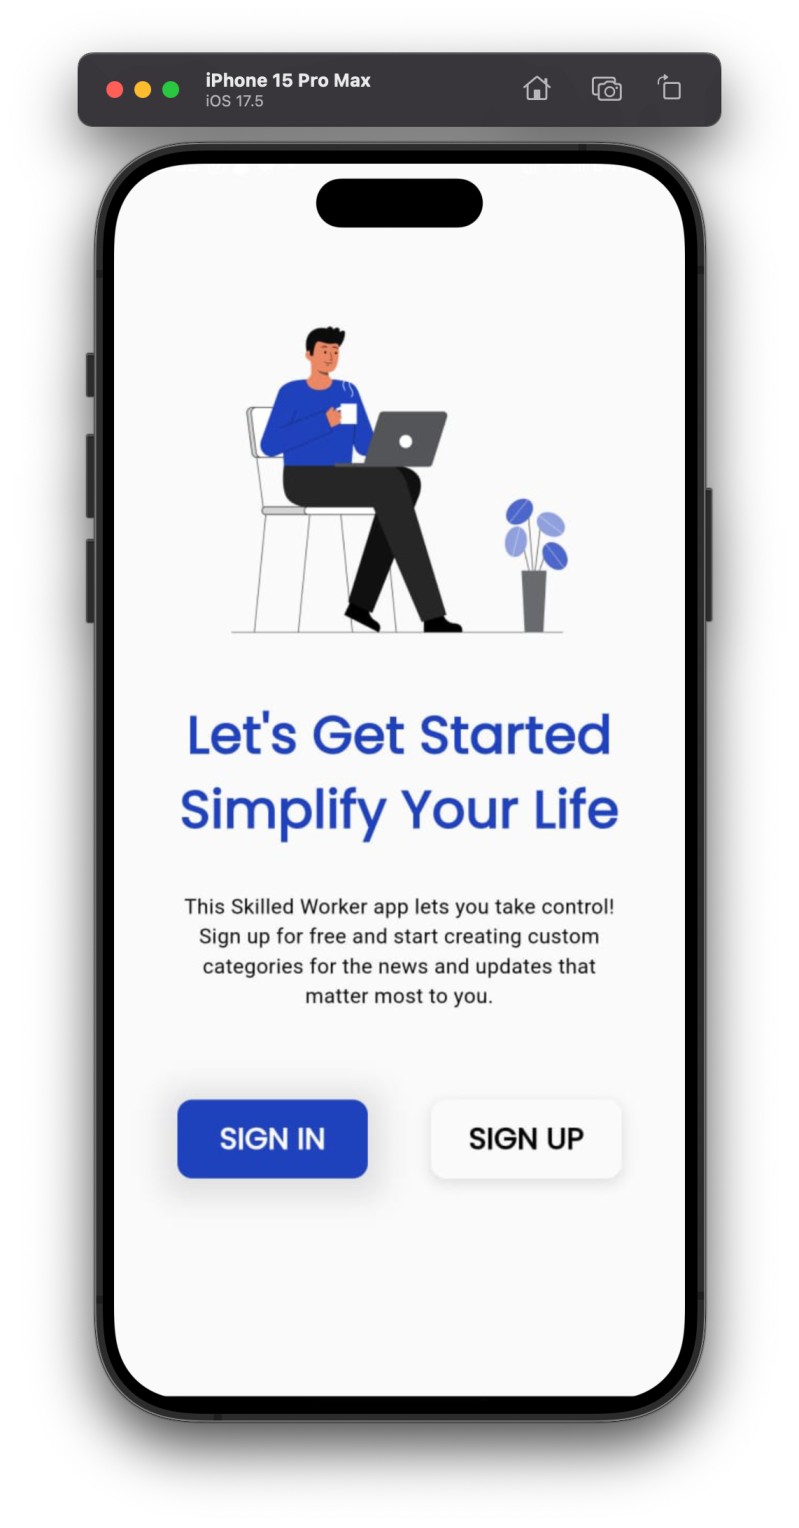 iPhone 15 Pro Max
iOS 17.5
Let's Get Started
Simplify Your Life
This Skilled Worker app lets you take control!
Sign up for free and start creating custom
categories for the news and updates that
matter most to you.
SIGN IN
SIGN UP